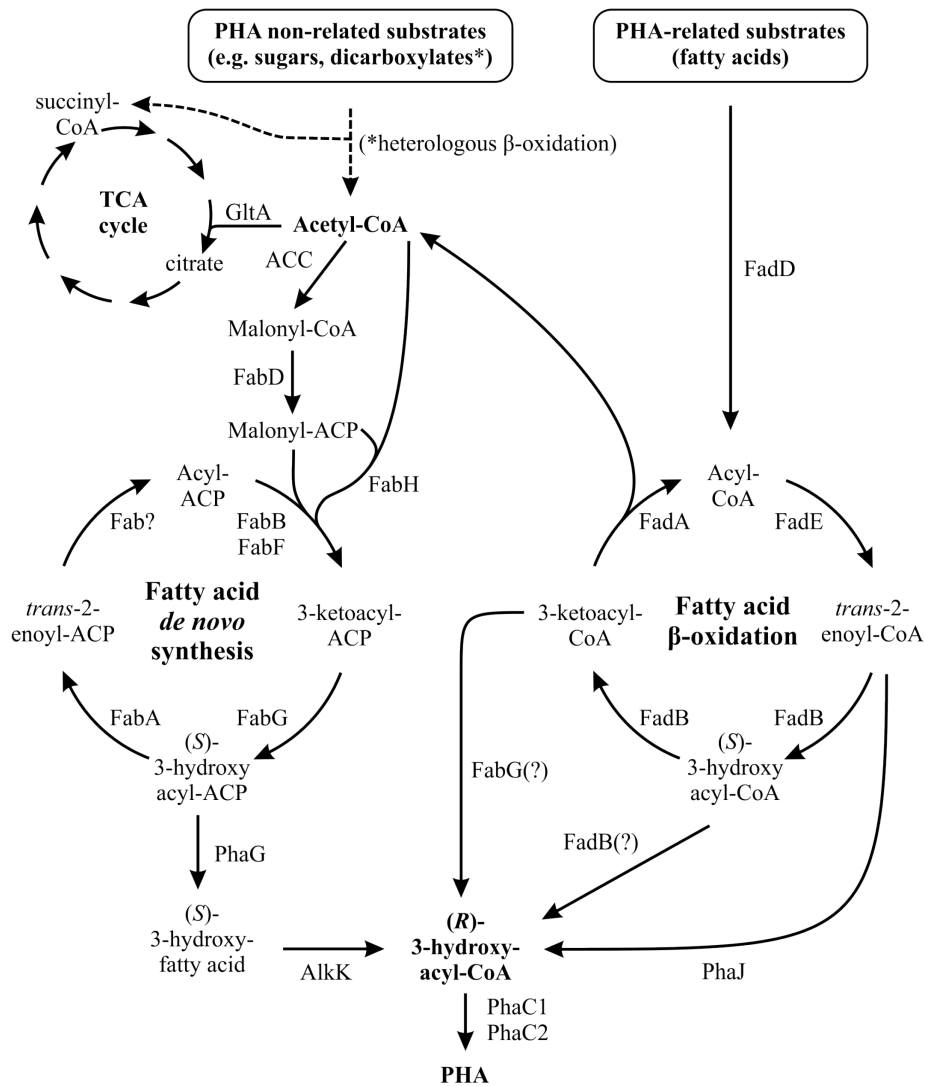 PHA non-related substrates
(e.g. sugars, dicarboxylates*)
PHA-related substrates
(fatty acids)
succinyl-
CoA
(*heterologous β-oxidation)
TCA
cycle
GltA
Acetyl-CoA
citrate
ACC
FadD
Malonyl-CoA
FabD
Malonyl-ACP
Acyl-
ACP
FabH
Acyl-
CoA
Fab?
FabB
FabF
FadA
FadE
trans-2-
enoyl-ACP
Fatty acid
de novo
synthesis
3-ketoacyl-
ACP
3-ketoacyl-
CoA
Fatty acid
β-oxidation
trans-2-
enoyl-CoA
FabA
FabG
FadB
FadB
(S)-
3-hydroxy
acyl-ACP
(S)-
3-hydroxy
acyl-CoA
FabG(?)
PhaG
FadB(?)
(S)-
3-hydroxy-
fatty acid
AlkK
(R)-
3-hydroxy-
acyl-CoA
PhaJ
PhaC1
PhaC2
PHA